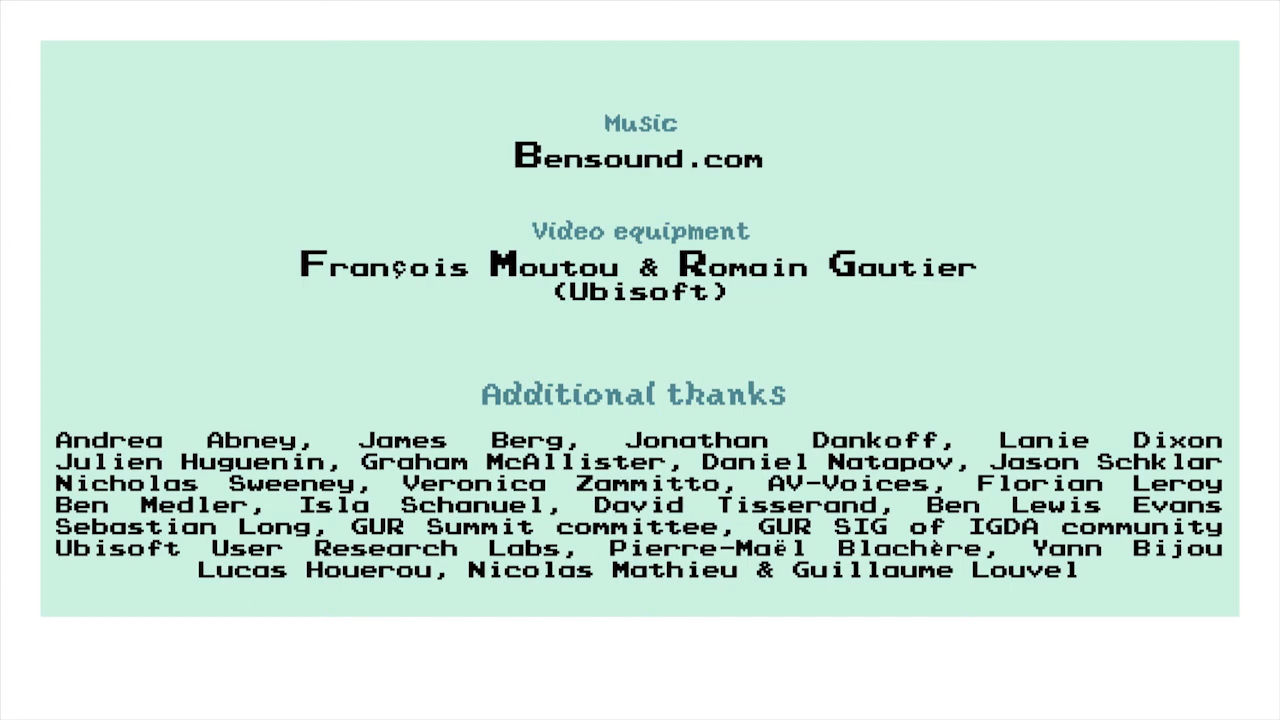 Music
Bensound.com
Video equipment
François Moutou & Romain Gautier
(Ubisoft)
Additional thanks
Andrea Abney, James Berg, Jonathan Dankoff, Lanie Dixon
Julien Huguenin, Graham McAllister, Daniel Natapov, Jason Schklar
Nicholas Sweeney, Veronica Zammitto, AV-Voices, Florian Leroy
Ben Medler, Isla Schanuel, David Tisserand, Ben Lewis Evans
Sebastian Long, GUR Summit committee, GUR SIG of IGDA community
Ubisoft User Research Labs, Pierre-Maël Blachère, Yann Bijou
Lucas Houerou, Nicolas Mathieu & Guillaume Louvel